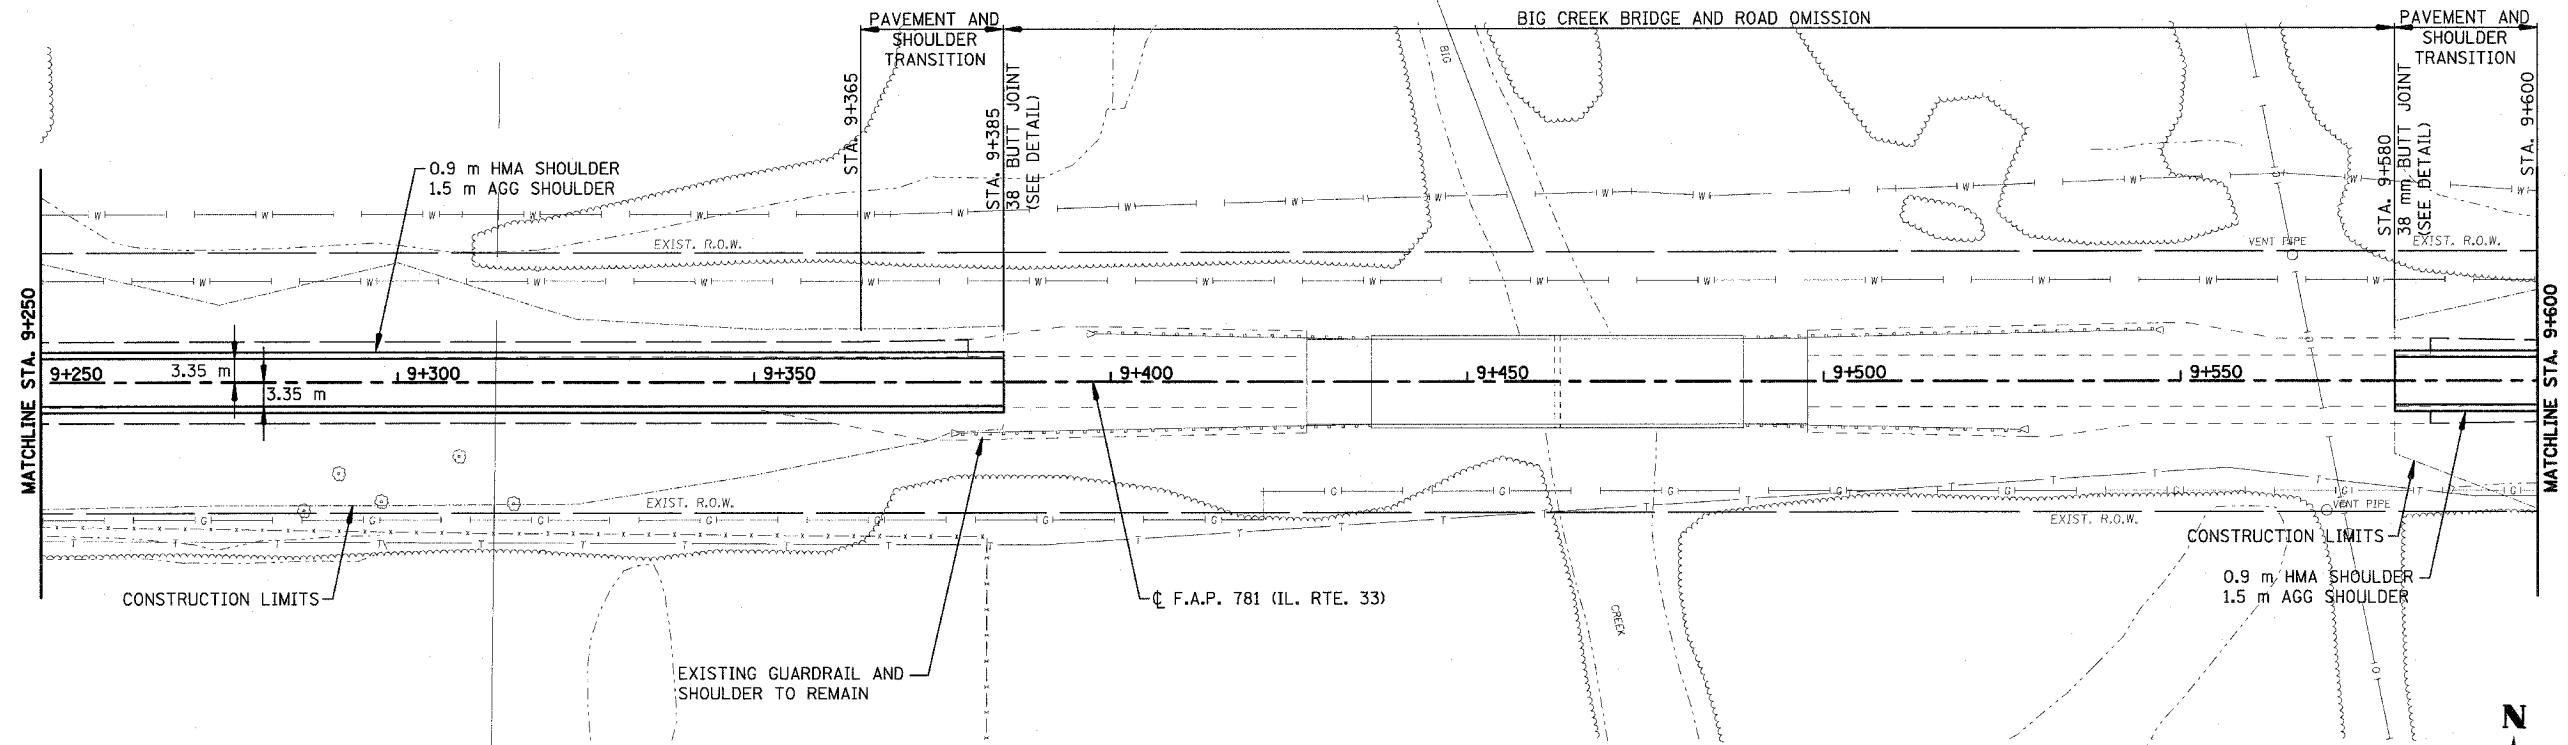 PAVEMENT AND
SHOULDER
TRANSITION
BIG CREEK BRIDGE AND ROAD OMISSION
PAVEMENT AND
SHOULDER
TRANSITION
STA. 9+365
STA. 9+385
38 BUTT JOINT
(SEE DETAIL)
BIG
STA. 9+580
38 mm BUTT JOINT
(SEE DETAIL)
STA. 9+600
0.9 m HMA SHOULDER
1.5 m AGG SHOULDER
W W W W W W W W W W W W W W W W
EXIST. R.O.W.
VENT PIPE
EXIST. R.O.W.
W W W W W W W W W W W W W W
MATCHLINE STA. 9+250
9+250
3.35 m
3.35 m
9+300
9+350
9+400
9+450
9+500
9+550
MATCHLINE STA. 9+600
EXIST. R.O.W.
G G G G G G G G
G G G G G G G G
T T T T T T T T T T T T
VENT PIPE
EXIST. R.O.W.
CONSTRUCTION LIMITS
CONSTRUCTION LIMITS
0.9 m HMA SHOULDER
1.5 m AGG SHOULDER
℄ F.A.P. 781 (IL. RTE. 33)
CREEK
EXISTING GUARDRAIL AND
SHOULDER TO REMAIN
N